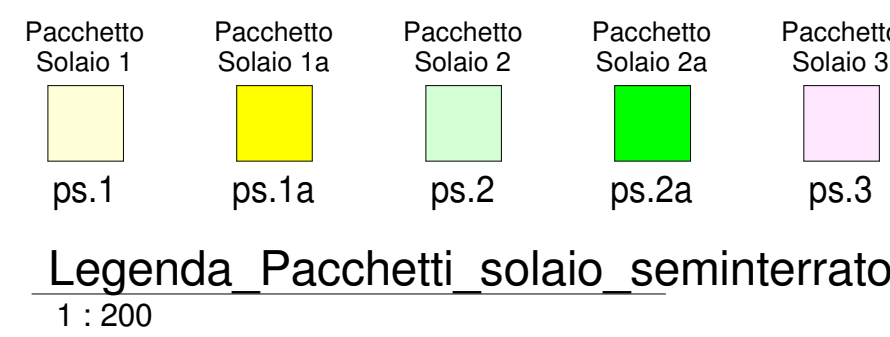 Pacchetto Pacchetto Pacchetto Pacchetto Pacchetto
Solaio 1 Solaio 1a Solaio 2 Solaio 2a Solaio 3
ps.1 ps.1a ps.2 ps.2a ps.3
Legenda_Pacchetti_solaio_seminterrato
1 : 200